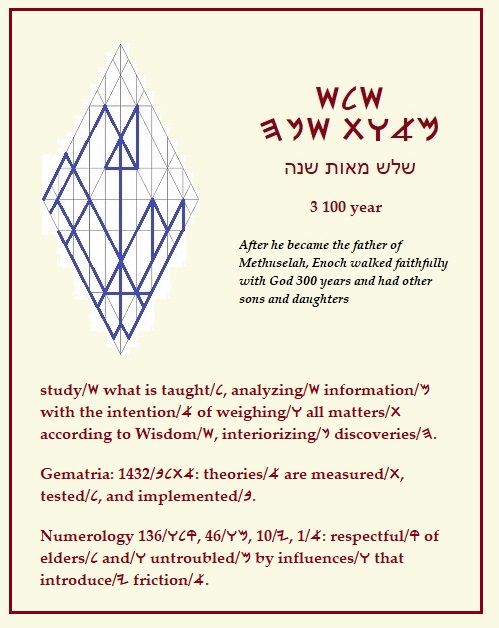 𐤔𐤋𐤔
𐤌𐤀𐤅𐤕 𐤔𐤍𐤄
שלש מאות שנה
3 100 year
After he became the father of
Methuselah, Enoch walked faithfully
with God 300 years and had other
sons and daughters
study/𐤔 what is taught/𐤋, analyzing/𐤔 information/𐤌
with the intention/𐤀 of weighing/𐤅 all matters/𐤕
according to Wisdom/𐤔, interiorizing/𐤍 discoveries/𐤄.
Gematria: 1432/𐤀𐤕𐤋𐤁: theories/𐤀 are measured/𐤕,
tested/𐤋, and implemented/𐤁.
Numerology 136/𐤒𐤋𐤅, 46/𐤌𐤅, 10/𐤉, 1/𐤀: respectful/𐤒 of
elders/𐤋 and/𐤅 untroubled/𐤌 by influences/𐤅 that
introduce/𐤉 friction/𐤀.